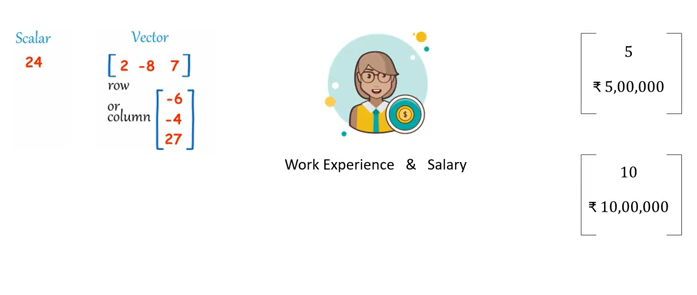 Scalar
24
Vector
2 -8 7
row
or
column
-6
-4
27
$
Work Experience & Salary
5
₹ 5,00,000
10
₹ 10,00,000